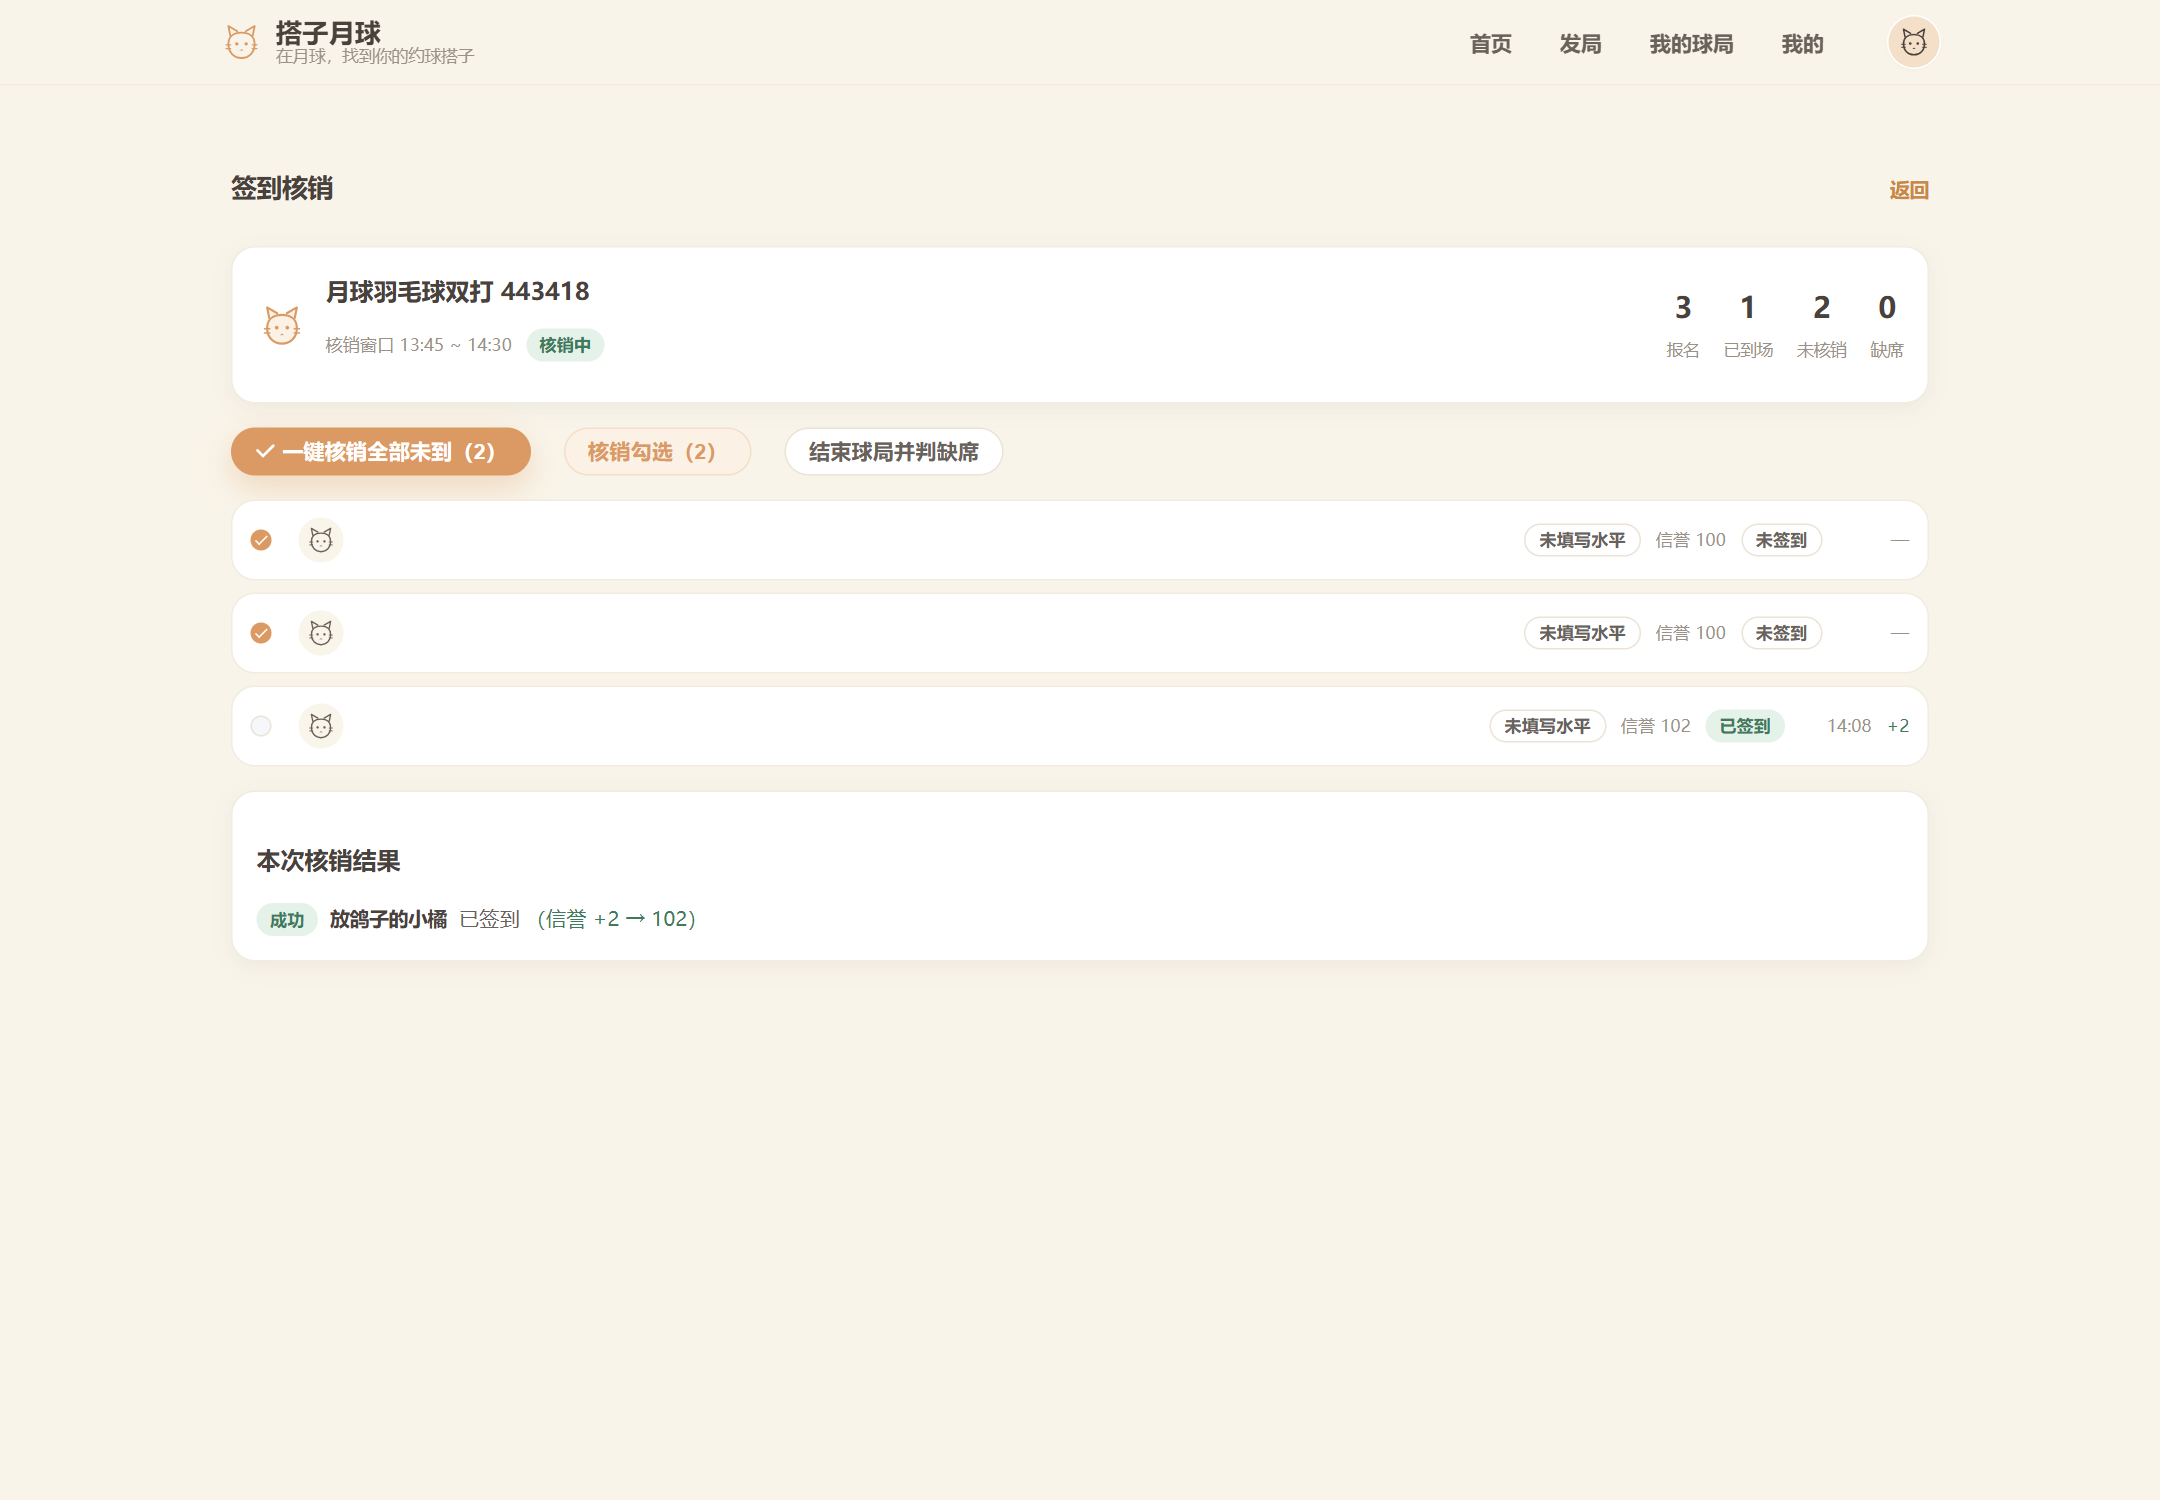 搭子月球
在月球，找到你的约球搭子
首页 发局 我的球局 我的
签到核销
返回
月球羽毛球双打 443418
核销窗口 13:45 ~ 14:30 核销中
3 1 2 0
报名 已到场 未核销 缺席
一键核销全部未到（2） 核销勾选（2） 结束球局并判缺席
未填写水平 信誉 100 未签到 —
未填写水平 信誉 100 未签到 —
未填写水平 信誉 102 已签到 14:08 +2
本次核销结果
成功 放鸽子的小橘 已签到 （信誉 +2 → 102）